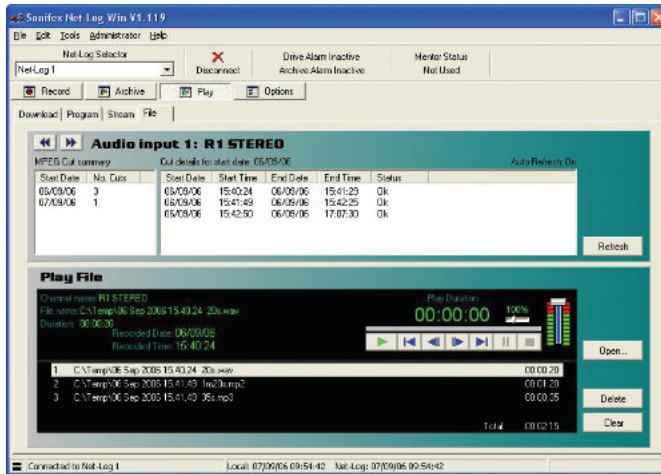 Sonifex Net Log Win V1.119
File Edit Tools Administrator Help
Net-Log Selector
Net-Log 1
Disconnect
Drive Alarm Inactive
Archive Alarm Inactive
Mentor Status
Not Used
Record Archive Play Options
Download Program Stream File
Audio input 1: R1 STEREO
MPEG Cut summary
Cut details for start date: 06/09/06
Auto Refresh: On
Start Date No. Cuts
06/09/06 3
07/09/06 1
Start Date Start Time End Date End Time Status
06/09/06 15:40:24 06/09/06 15:41:29 Ok
06/09/06 15:41:49 06/09/06 15:42:25 Ok
06/09/06 15:42:50 06/09/06 17:07:30 Ok
Refresh
Play File
Channel name: R1 STEREO
File name: C:\Temp\06 Sep 2006 15.40.24 20s.wav
Duration: 00:00:20
Recorded Date: 06/09/06
Recorded Time: 15:40:24
Play Duration
00:00:00
100%
Open...
1 C:\Temp\06 Sep 2006 15.40.24 20s.wav 00:00:20
2 C:\Temp\06 Sep 2006 15.41.49 1m20s.mp2 00:01:20
3 C:\Temp\06 Sep 2006 15.41.49 35s.mp3 00:00:35
Total 00:02:15
Delete
Clear
Connected to Net-Log 1
Local: 07/09/06 09:54:42 Net-Log: 07/09/06 09:54:42